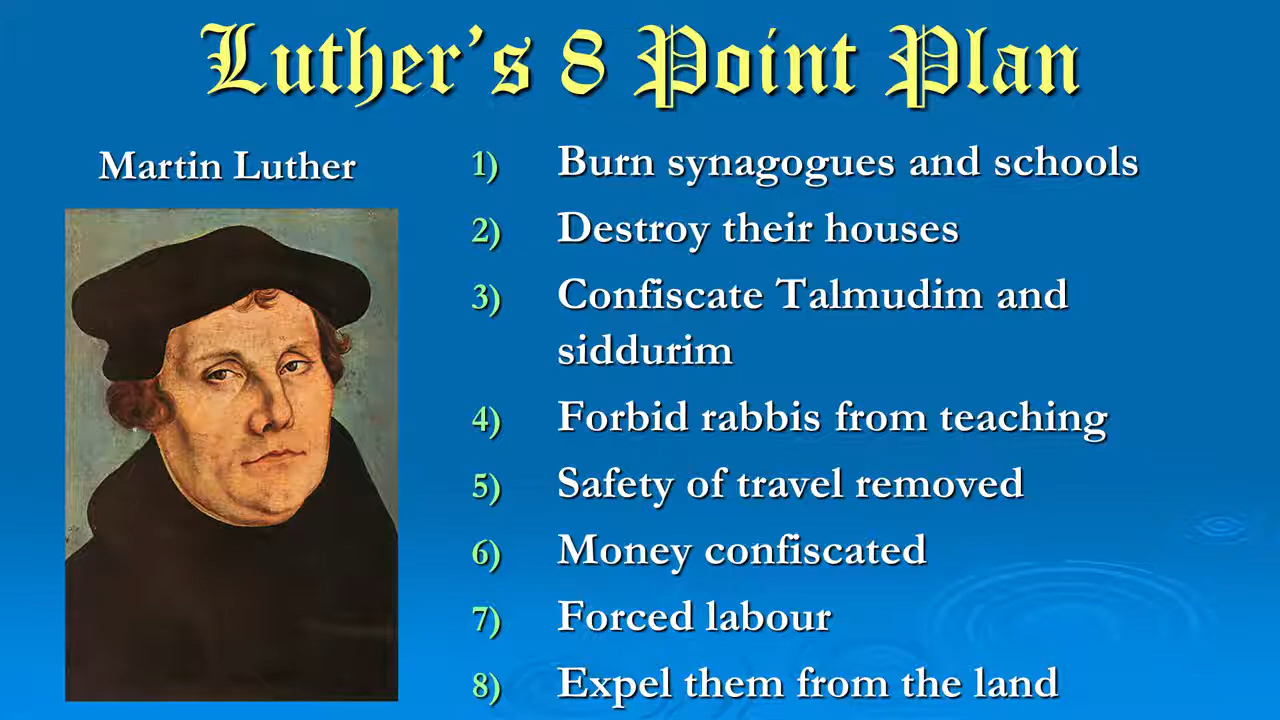 Luther's 8 Point Plan
Martin Luther
1) Burn synagogues and schools
2) Destroy their houses
3) Confiscate Talmudim and
siddurim
4) Forbid rabbis from teaching
5) Safety of travel removed
6) Money confiscated
7) Forced labour
8) Expel them from the land